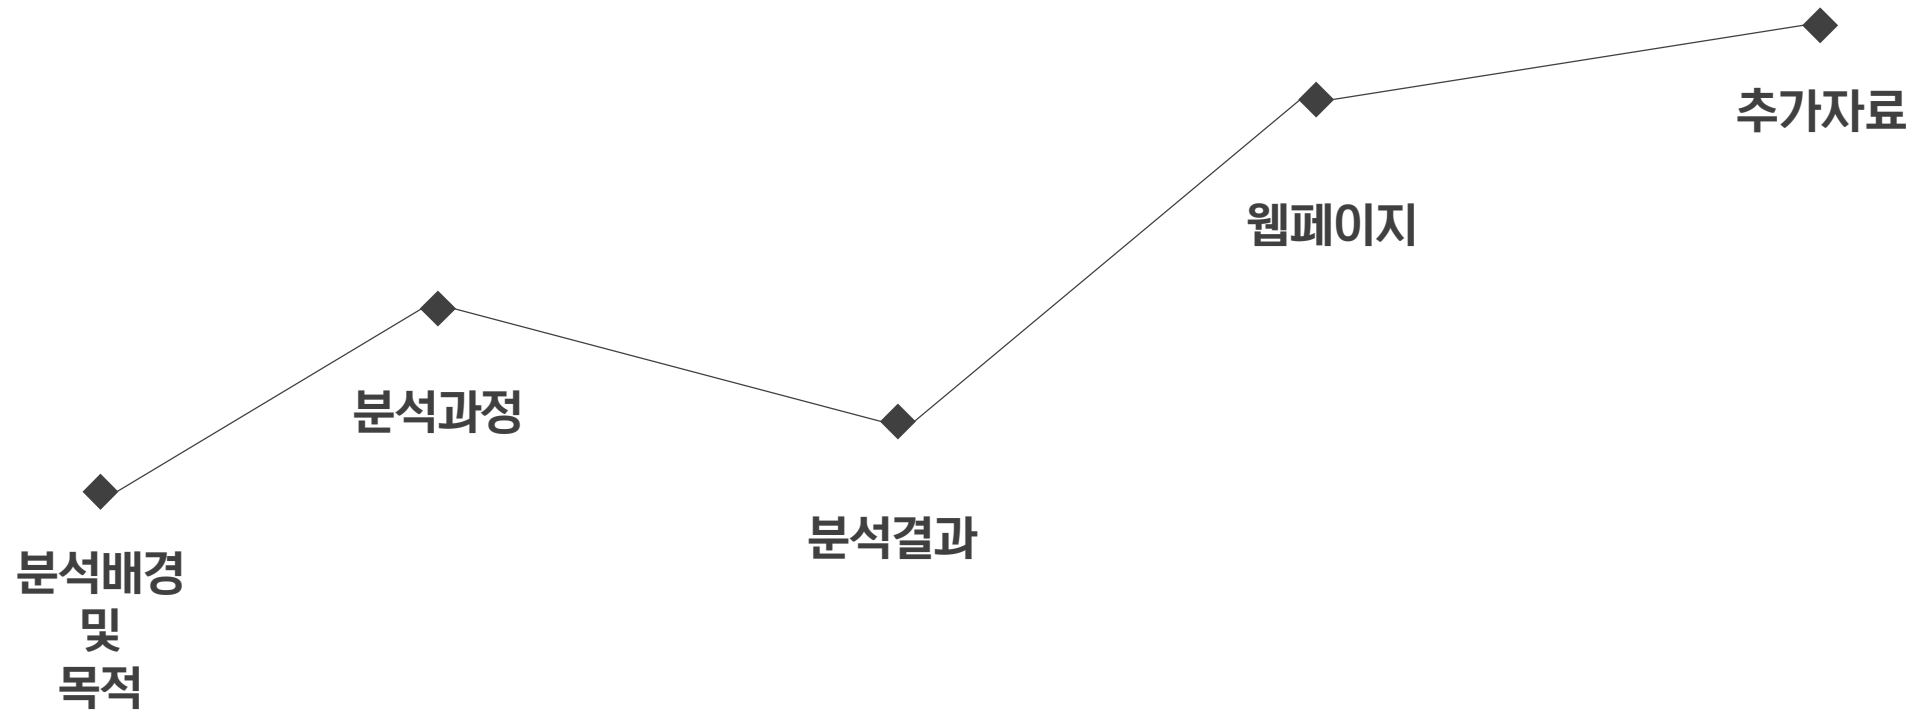 분석배경
및
목적
분석과정
분석결과
웹페이지
추가자료